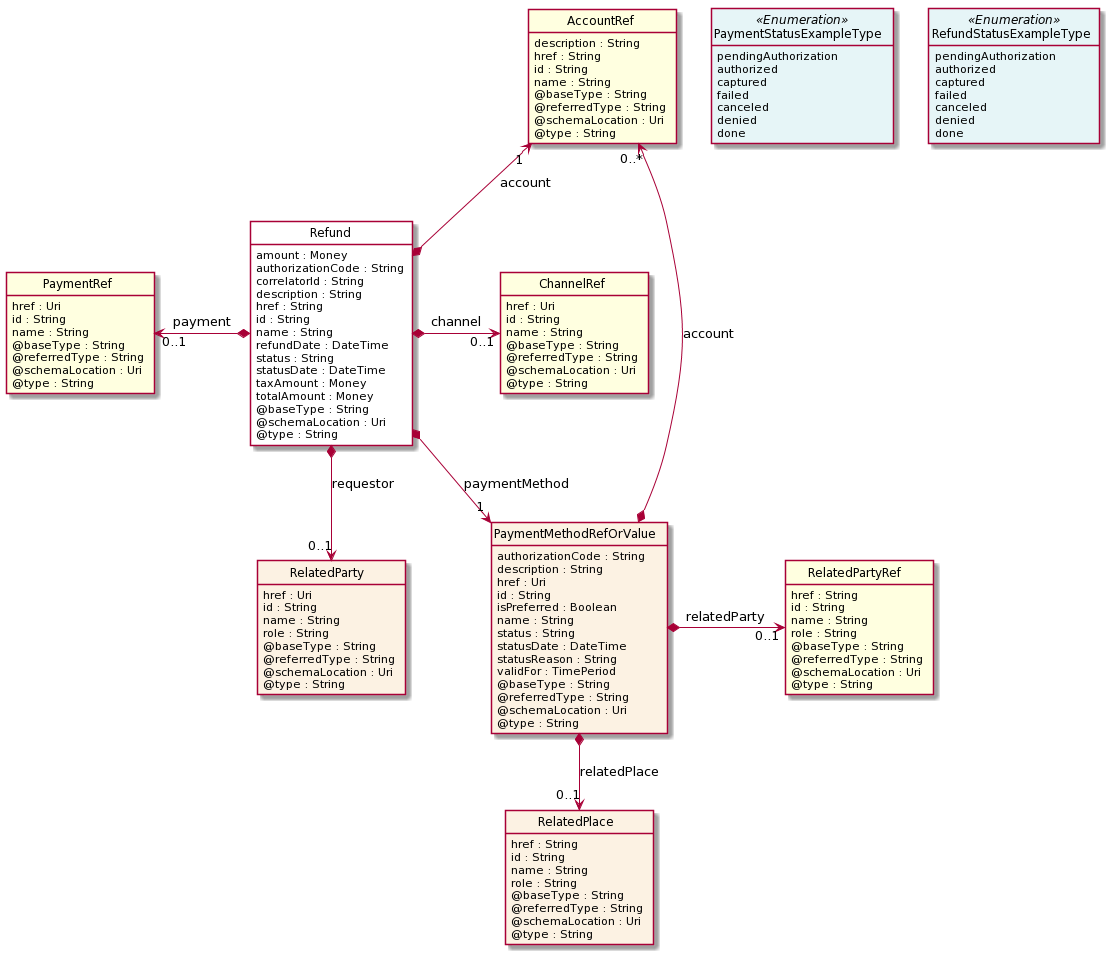 AccountRef
description : String
href : String
id : String
name : String
@baseType : String
@referredType : String
@schemaLocation : Uri
@type : String
«Enumeration»
PaymentStatusExampleType
pendingAuthorization
authorized
captured
failed
canceled
denied
done
«Enumeration»
RefundStatusExampleType
pendingAuthorization
authorized
captured
failed
canceled
denied
done
1
0..*
account
Refund
amount : Money
authorizationCode : String
correlatorId : String
description : String
href : String
id : String
name : String
refundDate : DateTime
status : String
statusDate : DateTime
taxAmount : Money
totalAmount : Money
@baseType : String
@schemaLocation : Uri
@type : String
PaymentRef
href : Uri
id : String
name : String
@baseType : String
@referredType : String
@schemaLocation : Uri
@type : String
payment
0..1
channel
0..1
ChannelRef
href : Uri
id : String
name : String
@baseType : String
@referredType : String
@schemaLocation : Uri
@type : String
account
requestor
0..1
paymentMethod
1
RelatedParty
href : Uri
id : String
name : String
role : String
@baseType : String
@referredType : String
@schemaLocation : Uri
@type : String
PaymentMethodRefOrValue
authorizationCode : String
description : String
href : Uri
id : String
isPreferred : Boolean
name : String
status : String
statusDate : DateTime
statusReason : String
validFor : TimePeriod
@baseType : String
@referredType : String
@schemaLocation : Uri
@type : String
relatedParty
0..1
RelatedPartyRef
href : String
id : String
name : String
role : String
@baseType : String
@referredType : String
@schemaLocation : Uri
@type : String
relatedPlace
0..1
RelatedPlace
href : String
id : String
name : String
role : String
@baseType : String
@referredType : String
@schemaLocation : Uri
@type : String